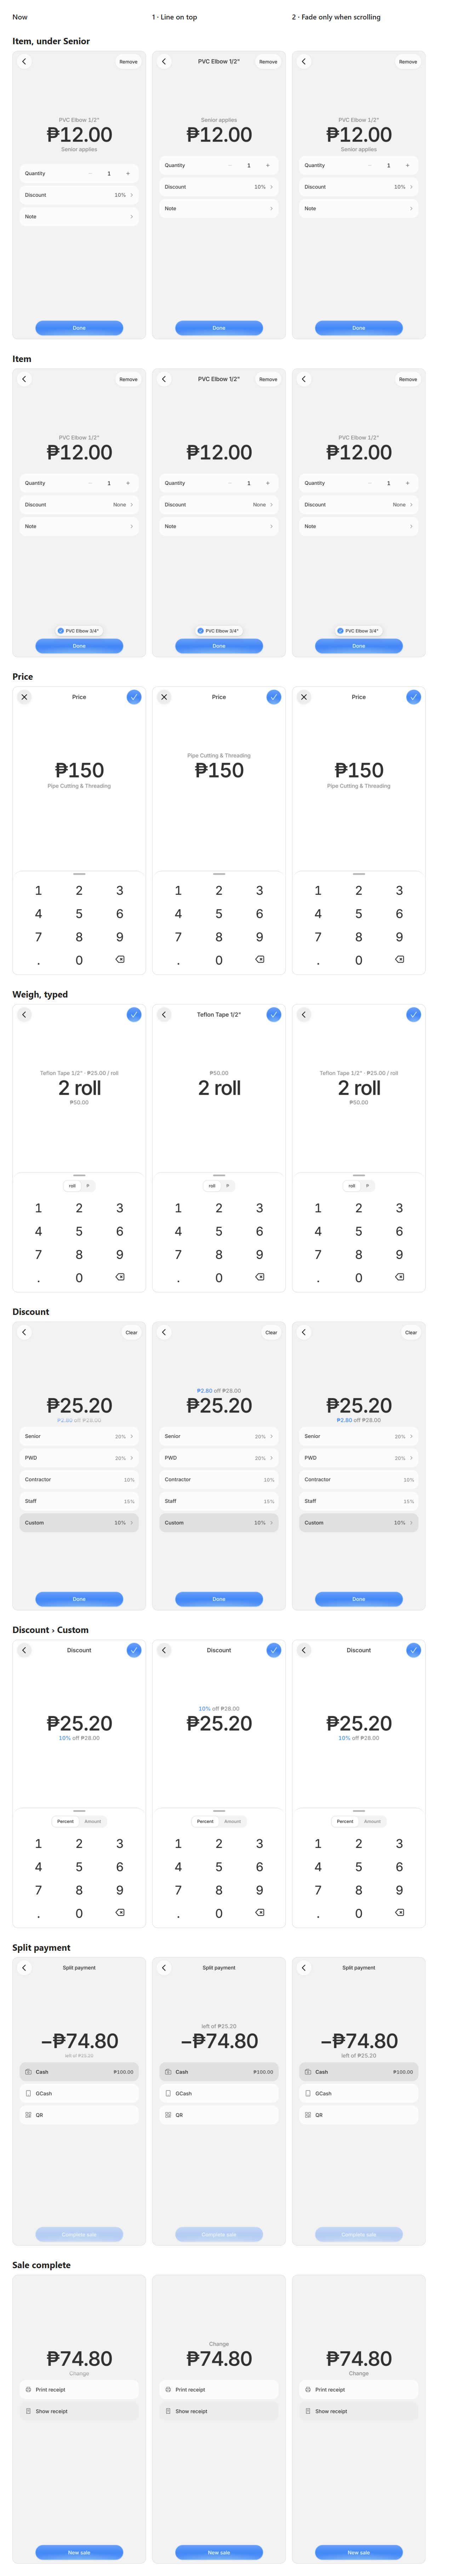 Now 1 · Line on top 2 · Fade only when scrolling
Item, under Senior
Remove PVC Elbow 1/2" Remove Remove
PVC Elbow 1/2" Senior applies PVC Elbow 1/2"
₱12.00 ₱12.00 ₱12.00
Senior applies Senior applies
Quantity − 1 + Quantity − 1 + Quantity − 1 +
Discount 10% Discount 10% Discount 10%
Note Note Note
Done Done Done
Item
Remove PVC Elbow 1/2" Remove Remove
PVC Elbow 1/2" PVC Elbow 1/2"
₱12.00 ₱12.00 ₱12.00
Quantity − 1 + Quantity − 1 + Quantity − 1 +
Discount None Discount None Discount None
Note Note Note
PVC Elbow 3/4" PVC Elbow 3/4" PVC Elbow 3/4"
Done Done Done
Price
Price Price Price
Pipe Cutting & Threading
₱150 ₱150 ₱150
Pipe Cutting & Threading Pipe Cutting & Threading
1 2 3 1 2 3 1 2 3
4 5 6 4 5 6 4 5 6
7 8 9 7 8 9 7 8 9
. 0 . 0 . 0
Weigh, typed
Teflon Tape 1/2"
Teflon Tape 1/2" · ₱25.00 / roll ₱50.00 Teflon Tape 1/2" · ₱25.00 / roll
2 roll 2 roll 2 roll
₱50.00 ₱50.00
roll ₱ roll ₱ roll ₱
1 2 3 1 2 3 1 2 3
4 5 6 4 5 6 4 5 6
7 8 9 7 8 9 7 8 9
. 0 . 0 . 0
Discount
Clear Clear Clear
₱2.80 off ₱28.00
₱25.20 ₱25.20 ₱25.20
₱2.80 off ₱28.00 ₱2.80 off ₱28.00
Senior 20% Senior 20% Senior 20%
PWD 20% PWD 20% PWD 20%
Contractor 10% Contractor 10% Contractor 10%
Staff 15% Staff 15% Staff 15%
Custom 10% Custom 10% Custom 10%
Done Done Done
Discount › Custom
Discount Discount Discount
10% off ₱28.00
₱25.20 ₱25.20 ₱25.20
10% off ₱28.00 10% off ₱28.00
Percent Amount Percent Amount Percent Amount
1 2 3 1 2 3 1 2 3
4 5 6 4 5 6 4 5 6
7 8 9 7 8 9 7 8 9
. 0 . 0 . 0
Split payment
Split payment Split payment Split payment
left of ₱25.20
−₱74.80 −₱74.80 −₱74.80
left of ₱25.20 left of ₱25.20
Cash ₱100.00 Cash ₱100.00 Cash ₱100.00
GCash GCash GCash
QR QR QR
Complete sale Complete sale Complete sale
Sale complete
Change
₱74.80 ₱74.80 ₱74.80
Change Change
Print receipt Print receipt Print receipt
Show receipt Show receipt Show receipt
New sale New sale New sale